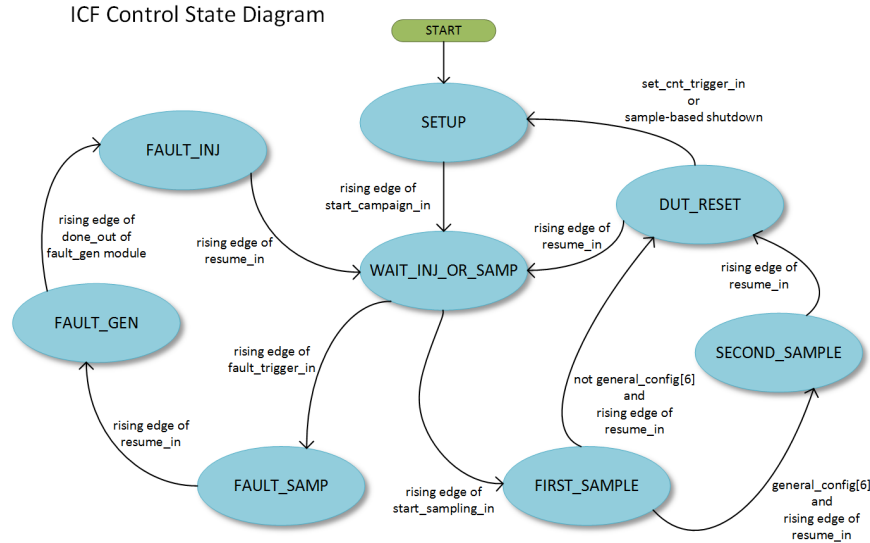 ICF Control State Diagram
START
set_cnt_trigger_in
or
sample-based shutdown
SETUP
FAULT_INJ
rising edge of
start_campaign_in
DUT_RESET
rising edge of
done_out of
fault_gen module
rising edge of
resume_in
rising edge of
resume_in
WAIT_INJ_OR_SAMP
rising edge of
resume_in
FAULT_GEN
rising edge of
fault_trigger_in
SECOND_SAMPLE
not general_config[6]
and
rising edge of
resume_in
rising edge of
resume_in
FAULT_SAMP
rising edge of
start_sampling_in
FIRST_SAMPLE
general_config[6]
and
rising edge of
resume_in